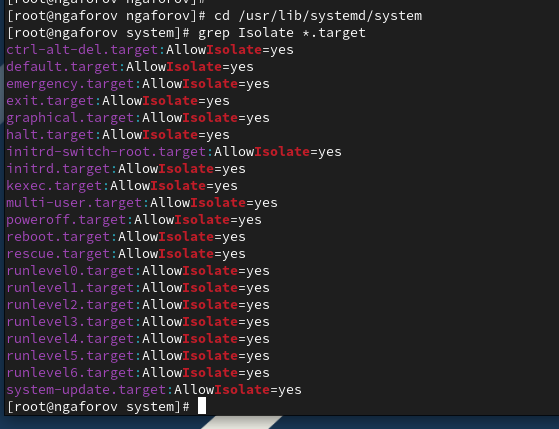 [root@ngaforov ngaforov]#
[root@ngaforov ngaforov]# cd /usr/lib/systemd/system
[root@ngaforov system]# grep Isolate *.target
ctrl-alt-del.target:AllowIsolate=yes
default.target:AllowIsolate=yes
emergency.target:AllowIsolate=yes
exit.target:AllowIsolate=yes
graphical.target:AllowIsolate=yes
halt.target:AllowIsolate=yes
initrd-switch-root.target:AllowIsolate=yes
initrd.target:AllowIsolate=yes
kexec.target:AllowIsolate=yes
multi-user.target:AllowIsolate=yes
poweroff.target:AllowIsolate=yes
reboot.target:AllowIsolate=yes
rescue.target:AllowIsolate=yes
runlevel0.target:AllowIsolate=yes
runlevel1.target:AllowIsolate=yes
runlevel2.target:AllowIsolate=yes
runlevel3.target:AllowIsolate=yes
runlevel4.target:AllowIsolate=yes
runlevel5.target:AllowIsolate=yes
runlevel6.target:AllowIsolate=yes
system-update.target:AllowIsolate=yes
[root@ngaforov system]#